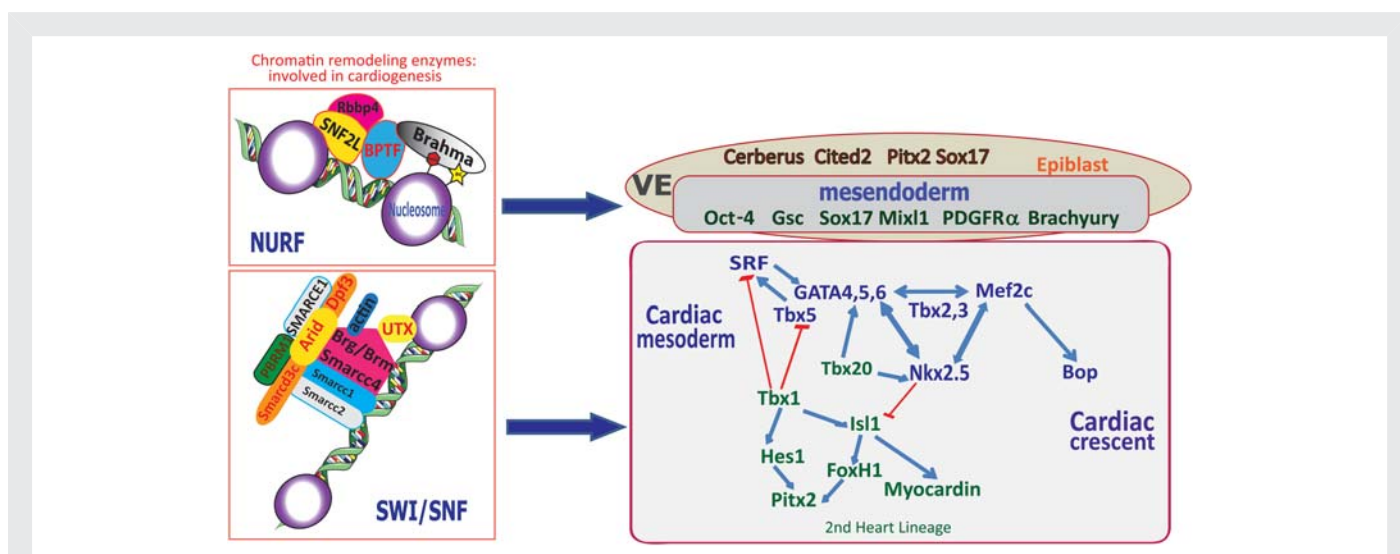 Chromatin remodeling enzymes:
involved in cardiogenesis
Rbbp4
SNF2L
BPTF
Brahma
Nucleosome
NURF
SMARCE1
Dpf3
actin
Arid
UTX
PBRM1
Brg/Brm
Smarcc4
Smarcd3c
Smarcc1
Smarcc2
SWI/SNF
Cerberus Cited2 Pitx2 Sox17
Epiblast
VE
mesendoderm
Oct-4 Gsc Sox17 Mixl1 PDGFRα Brachyury
SRF
GATA4,5,6
Mef2c
Tbx5
Tbx2,3
Cardiac
mesoderm
Tbx20
Nkx2.5
Bop
Tbx1
Isl1
Cardiac
crescent
Hes1
FoxH1
Pitx2
Myocardin
2nd Heart Lineage